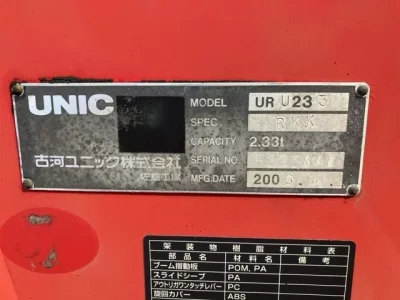 UNIC
MODEL UR U233
SPEC.
CAPACITY 2.33t
古河ユニック株式会社
佐倉工場
SERIAL NO
MFG.DATE 200
架装物樹脂材料表
部品名 材料 備考
ブーム摺動板 POM, PA
スライドシーブ PA
アウトリガワンタッチレバー PC
旋回カバー ABS